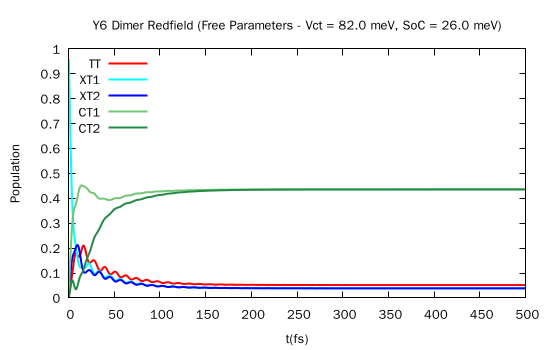 Y6 Dimer Redfield (Free Parameters - Vct = 82.0 meV, SoC = 26.0 meV)
1
0.9
0.8
0.7
0.6
0.5
0.4
0.3
0.2
0.1
0
Population
TT
XT1
XT2
CT1
CT2
0 50 100 150 200 250 300 350 400 450 500
t(fs)